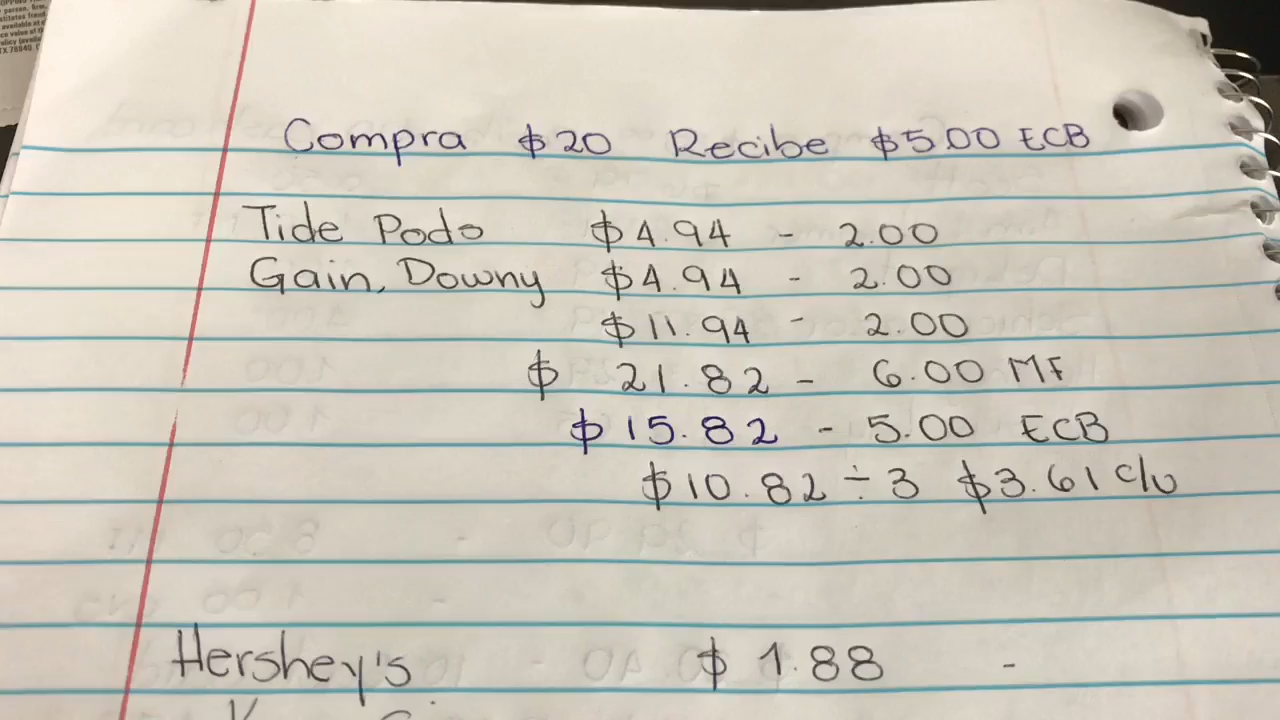 Compra $20 Recibe $5.00 ECB
Tide Pods $4.94 - 2.00
Gain, Downy $4.94 - 2.00
$11.94 - 2.00
$ 21.82 - 6.00 MF
$15.82 - 5.00 ECB
$10.82 ÷ 3 $3.61 c/u
Hershey's $1.88 -